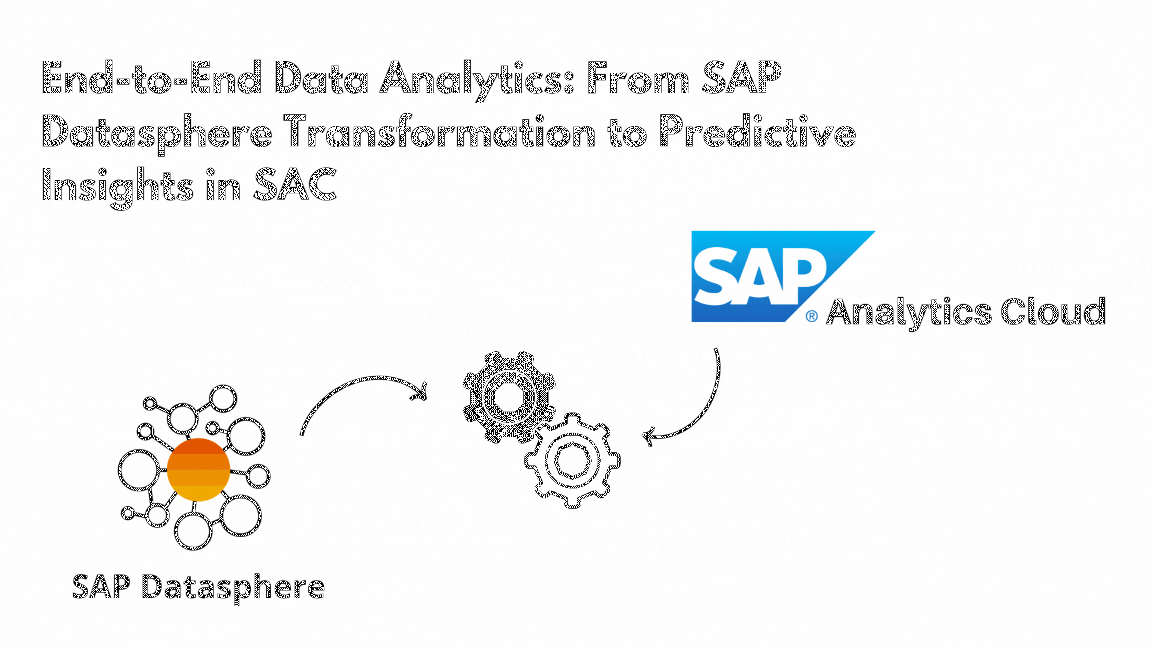 End-to-End Data Analytics: From SAP
Datasphere Transformation to Predictive
Insights in SAC
SAP® Analytics Cloud
SAP Datasphere